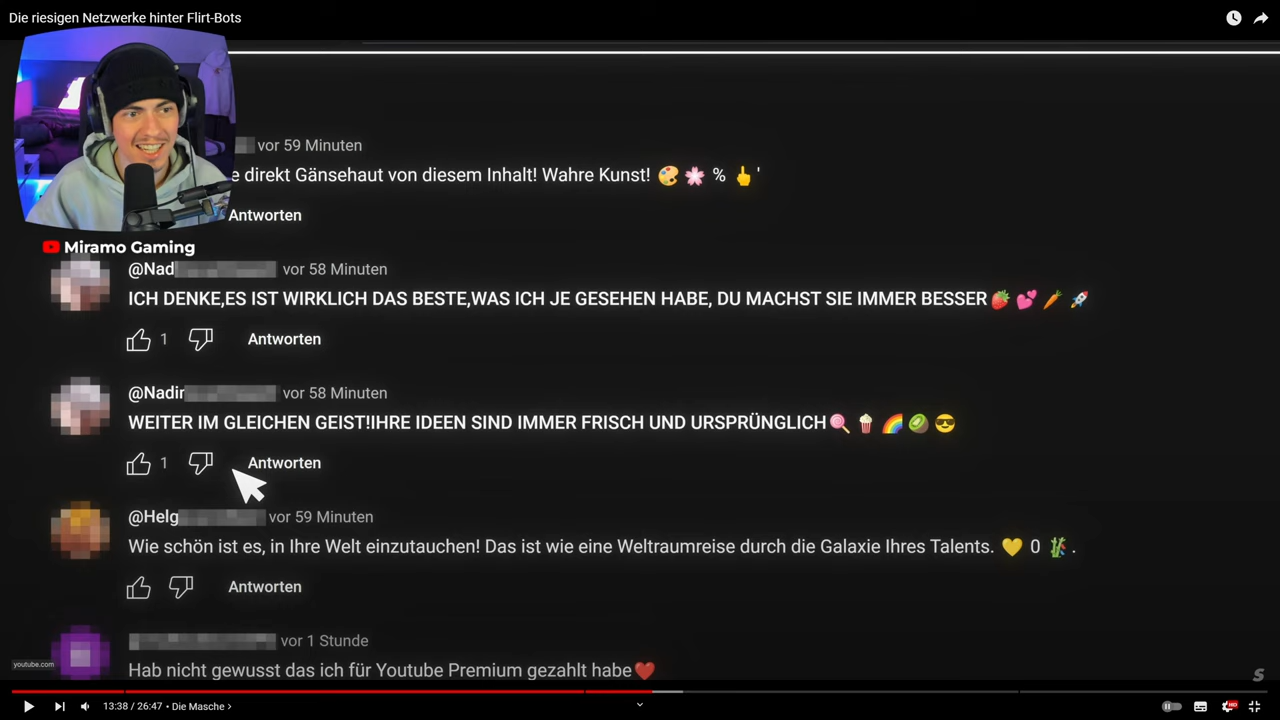 Die riesigen Netzwerke hinter Flirt-Bots
vor 59 Minuten
e direkt Gänsehaut von diesem Inhalt! Wahre Kunst! 🎨 🌸 % 👆 '
Antworten
Miramo Gaming
@Nad vor 58 Minuten
ICH DENKE,ES IST WIRKLICH DAS BESTE,WAS ICH JE GESEHEN HABE, DU MACHST SIE IMMER BESSER🍓 💕 🥕 🚀
1 Antworten
@Nadin vor 58 Minuten
WEITER IM GLEICHEN GEIST!IHRE IDEEN SIND IMMER FRISCH UND URSPRÜNGLICH🍭 🍿 🌈 🥝 😎
1 Antworten
@Helg vor 59 Minuten
Wie schön ist es, in Ihre Welt einzutauchen! Das ist wie eine Weltraumreise durch die Galaxie Ihres Talents. 💛 0 🎋 .
Antworten
vor 1 Stunde
Hab nicht gewusst das ich für Youtube Premium gezahlt habe❤️
youtube.com
S
13:38 / 26:47 • Die Masche >
HD